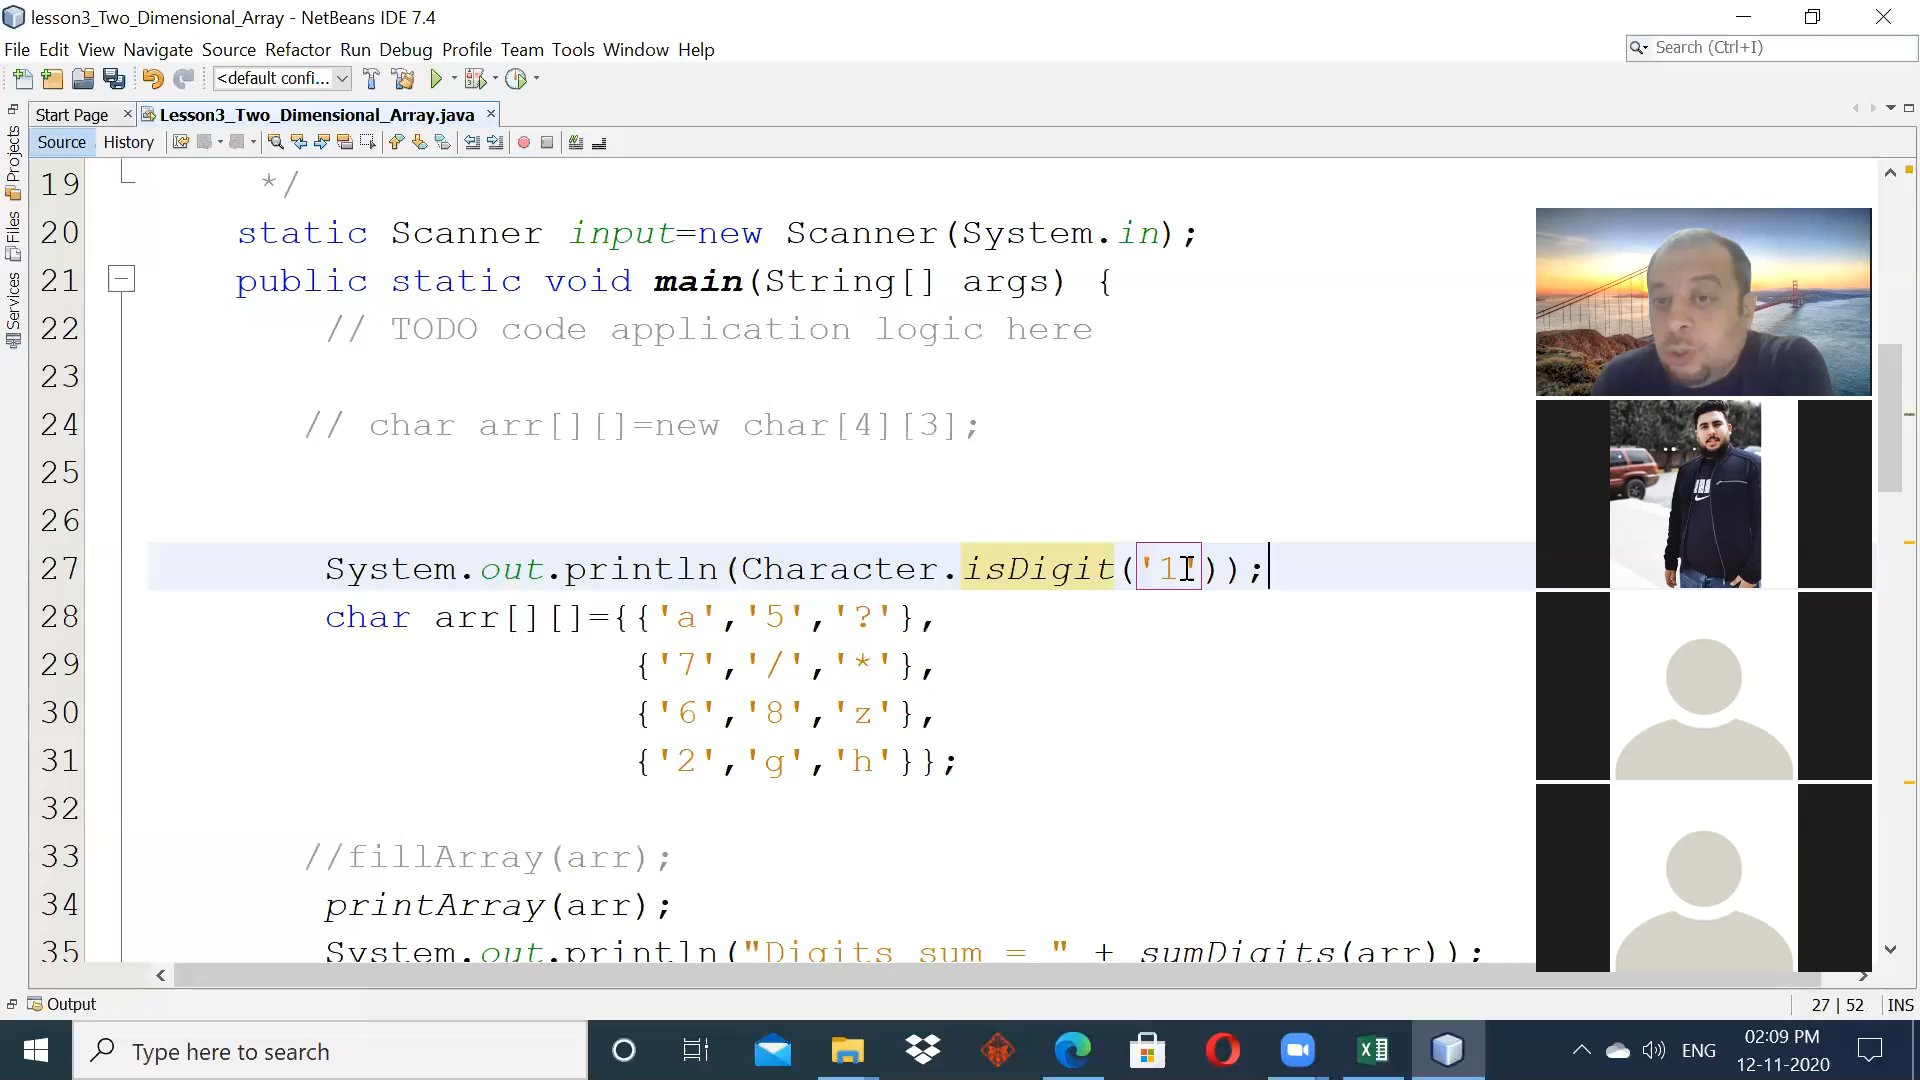 lesson3_Two_Dimensional_Array - NetBeans IDE 7.4
File Edit View Navigate Source Refactor Run Debug Profile Team Tools Window Help
Search (Ctrl+I)
<default confi...
Start Page
Lesson3_Two_Dimensional_Array.java
Source History
Projects
Files
Services
19 */
20 static Scanner input=new Scanner(System.in);
21 public static void main(String[] args) {
22 // TODO code application logic here
23
24 // char arr[][]=new char[4][3];
25
26
27 System.out.println(Character.isDigit('1'));
28 char arr[][]={{'a','5','?'},
29 {'7','/','*'},
30 {'6','8','z'},
31 {'2','g','h'}};
32
33 //fillArray(arr);
34 printArray(arr);
35 System.out.println("Digits sum = " + sumDigits(arr));
Output
27 | 52 INS
Type here to search
ENG
02:09 PM
12-11-2020